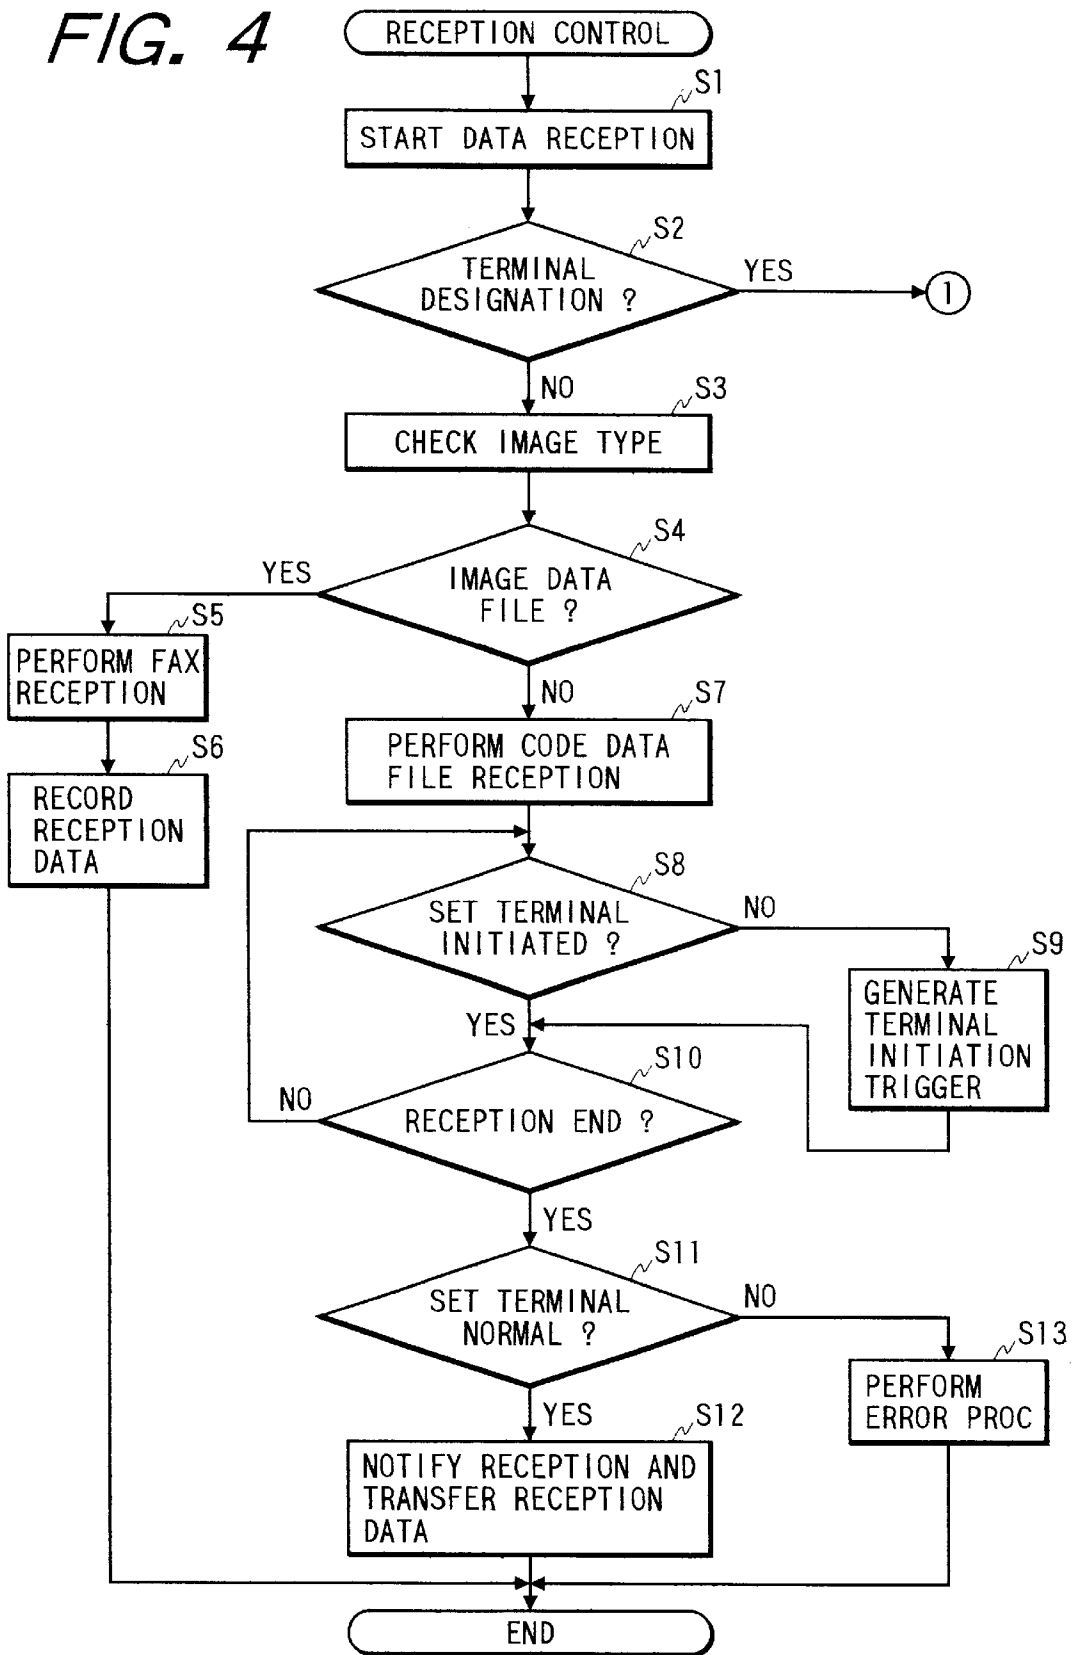 FIG. 4
RECEPTION CONTROL
S1
START DATA RECEPTION
S2
TERMINAL
DESIGNATION ?
YES
1
NO
S3
CHECK IMAGE TYPE
S4
IMAGE DATA
FILE ?
YES
S5
PERFORM FAX
RECEPTION
S6
RECORD
RECEPTION
DATA
NO
S7
PERFORM CODE DATA
FILE RECEPTION
S8
SET TERMINAL
INITIATED ?
NO
S9
GENERATE
TERMINAL
INITIATION
TRIGGER
YES
S10
RECEPTION END ?
NO
YES
S11
SET TERMINAL
NORMAL ?
NO
S13
PERFORM
ERROR PROC
YES
S12
NOTIFY RECEPTION AND
TRANSFER RECEPTION
DATA
END